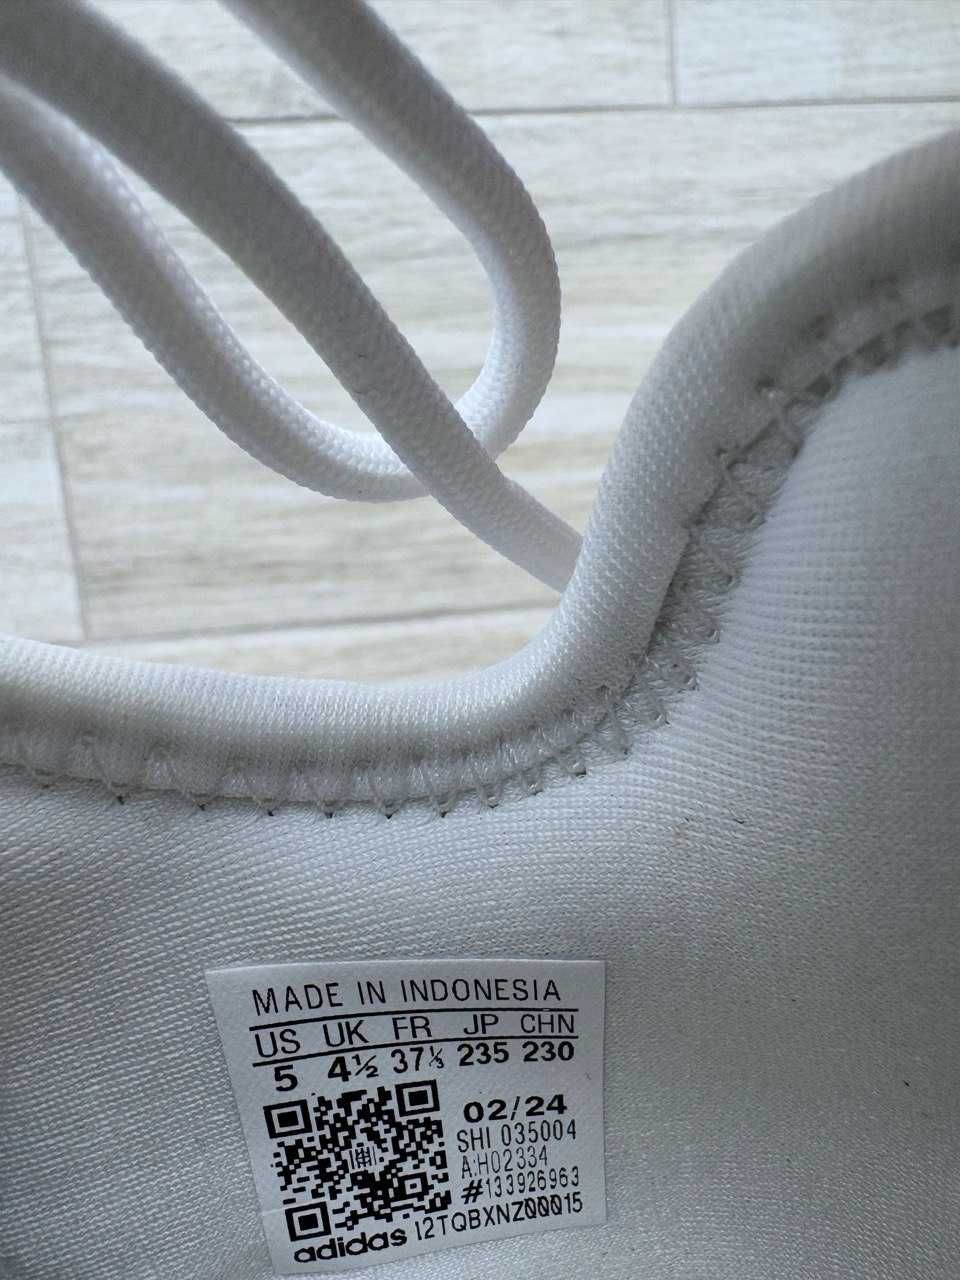 MADE IN INDONESIA
US UK FR JP CHN
5 4½ 37⅓ 235 230
02/24
SHI 035004
A:H02334
#133926963
adidas 12TQBXNZ00015